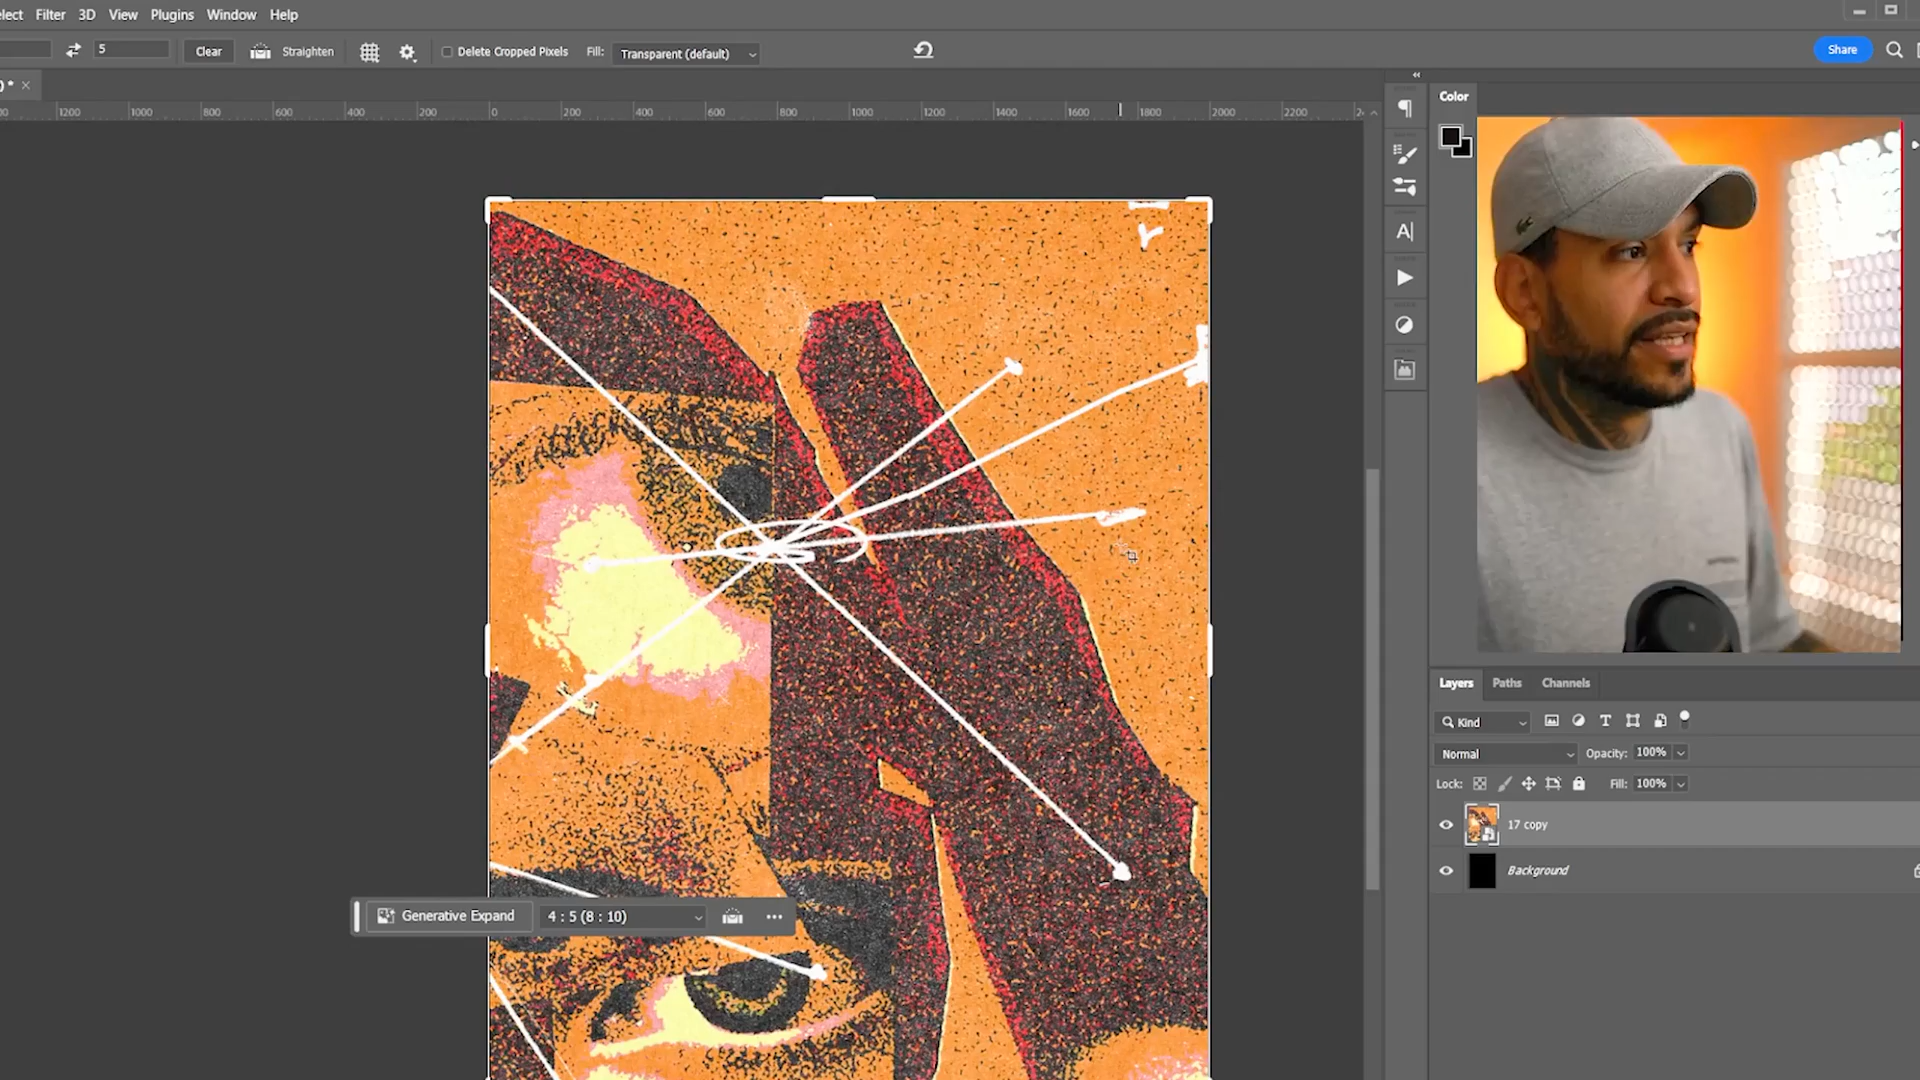 Filter 3D View Plugins Window Help
5 Clear Straighten Delete Cropped Pixels Fill: Transparent (default)
Share
1200 1000 800 600 400 200 0 200 400 600 800 1000 1200 1400 1600 1800 2000 2200
Color
Layers Paths Channels
Kind
Normal Opacity: 100%
Lock: Fill: 100%
17 copy
Background
Generative Expand 4 : 5 (8 : 10)